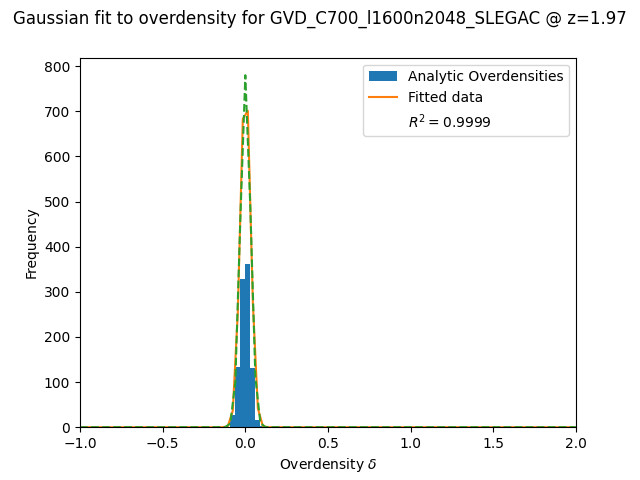 Gaussian fit to overdensity for GVD_C700_l1600n2048_SLEGAC @ z=1.97
Analytic Overdensities
Fitted data
R² = 0.9999
800
700
600
500
400
300
200
100
0
Frequency
−1.0 −0.5 0.0 0.5 1.0 1.5 2.0
Overdensity δ